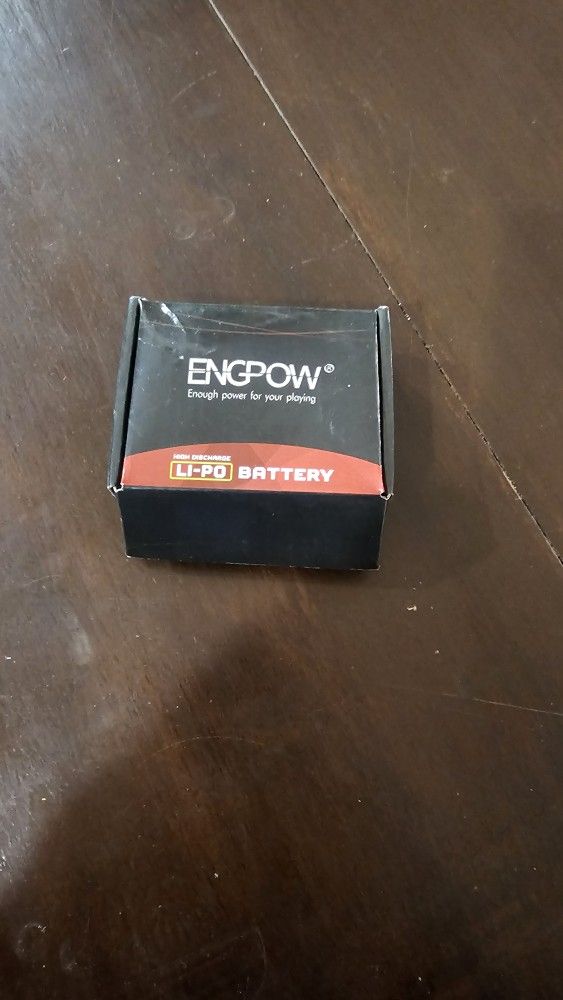 ENGPOW®
Enough power for your playing
HIGH DISCHARGE
LI-PO BATTERY